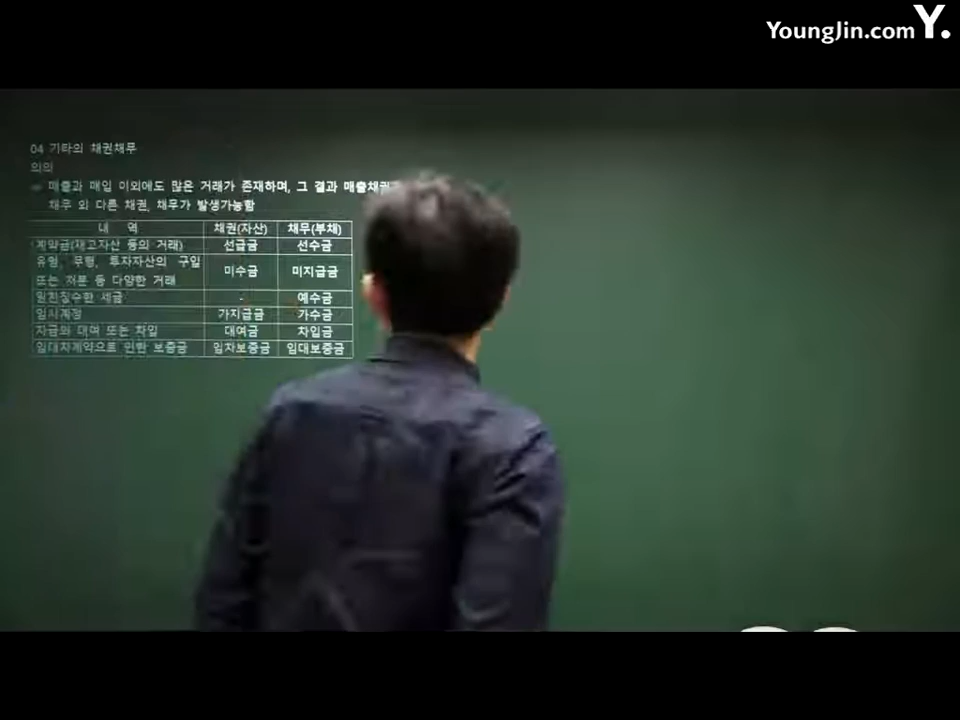 YoungJin.com Y.
04 기타의 채권채무
의의
매출과 매입 이외에도 많은 거래가 존재하며, 그 결과 매출채권
채무 외 다른 채권, 채무가 발생가능함
내 역 채권(자산) 채무(부채)
계약금(재고자산 등의 거래) 선급금 선수금
유형, 무형, 투자자산의 구입
또는 처분 등 다양한 거래 미수금 미지급금
일천징수한 세금 - 예수금
임시계정 가지급금 가수금
자금의 대여 또는 차입 대여금 차입금
임대차계약으로 인한 보증금 임차보증금 임대보증금